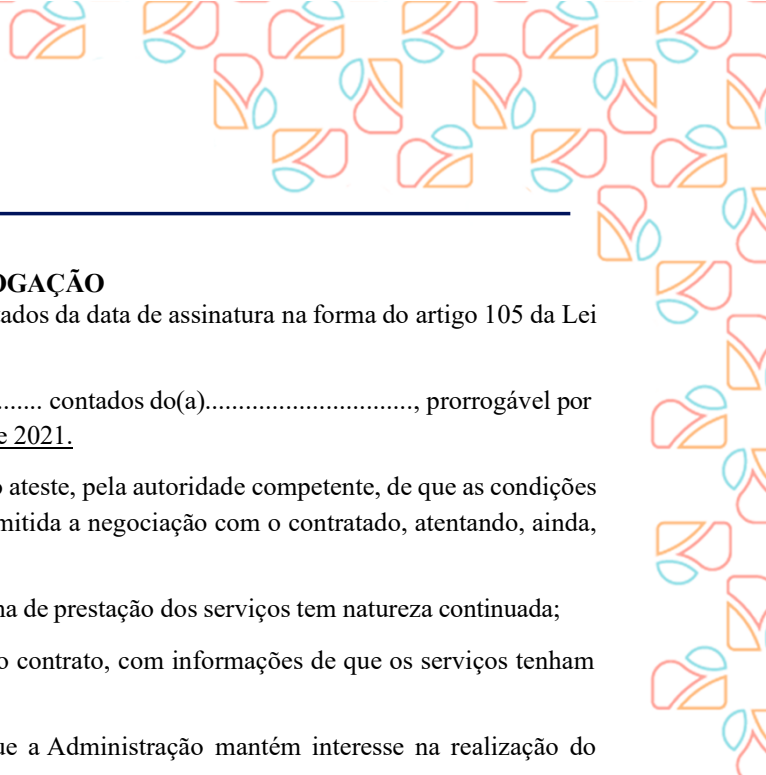 OGAÇÃO
tados da data de assinatura na forma do artigo 105 da Lei
....... contados do(a)..............................., prorrogável por
e 2021.
o ateste, pela autoridade competente, de que as condições
mitida a negociação com o contratado, atentando, ainda,
na de prestação dos serviços tem natureza continuada;
o contrato, com informações de que os serviços tenham
ue a Administração mantém interesse na realização do